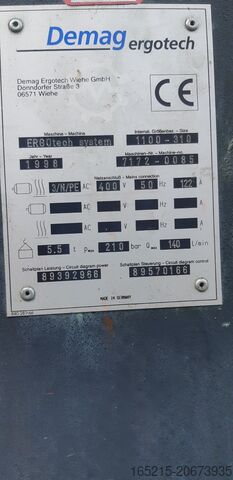 Demag ergotech
Demag Ergotech Wiehe GmbH
Donndorfer Straße 3
06571 Wiehe
CE
Maschine - Machine
Internat. Größenbez. - Size
ERGOtech system
1100-310
Jahr - Year
Maschinen-Nr. - Machine-no.
1998
7172-0085
Netzanschluß - Mains connection
3/N/PE AC 400 V 50 Hz 122 A
AC V Hz A
AC V Hz A
5.5 t pmax 210 bar Qmax 140 l/min
Schaltplan Leistung - Circuit diagram power
Schaltplan Steuerung - Circuit diagram control
89392966
89570166
MADE IN GERMANY
165215-20673935